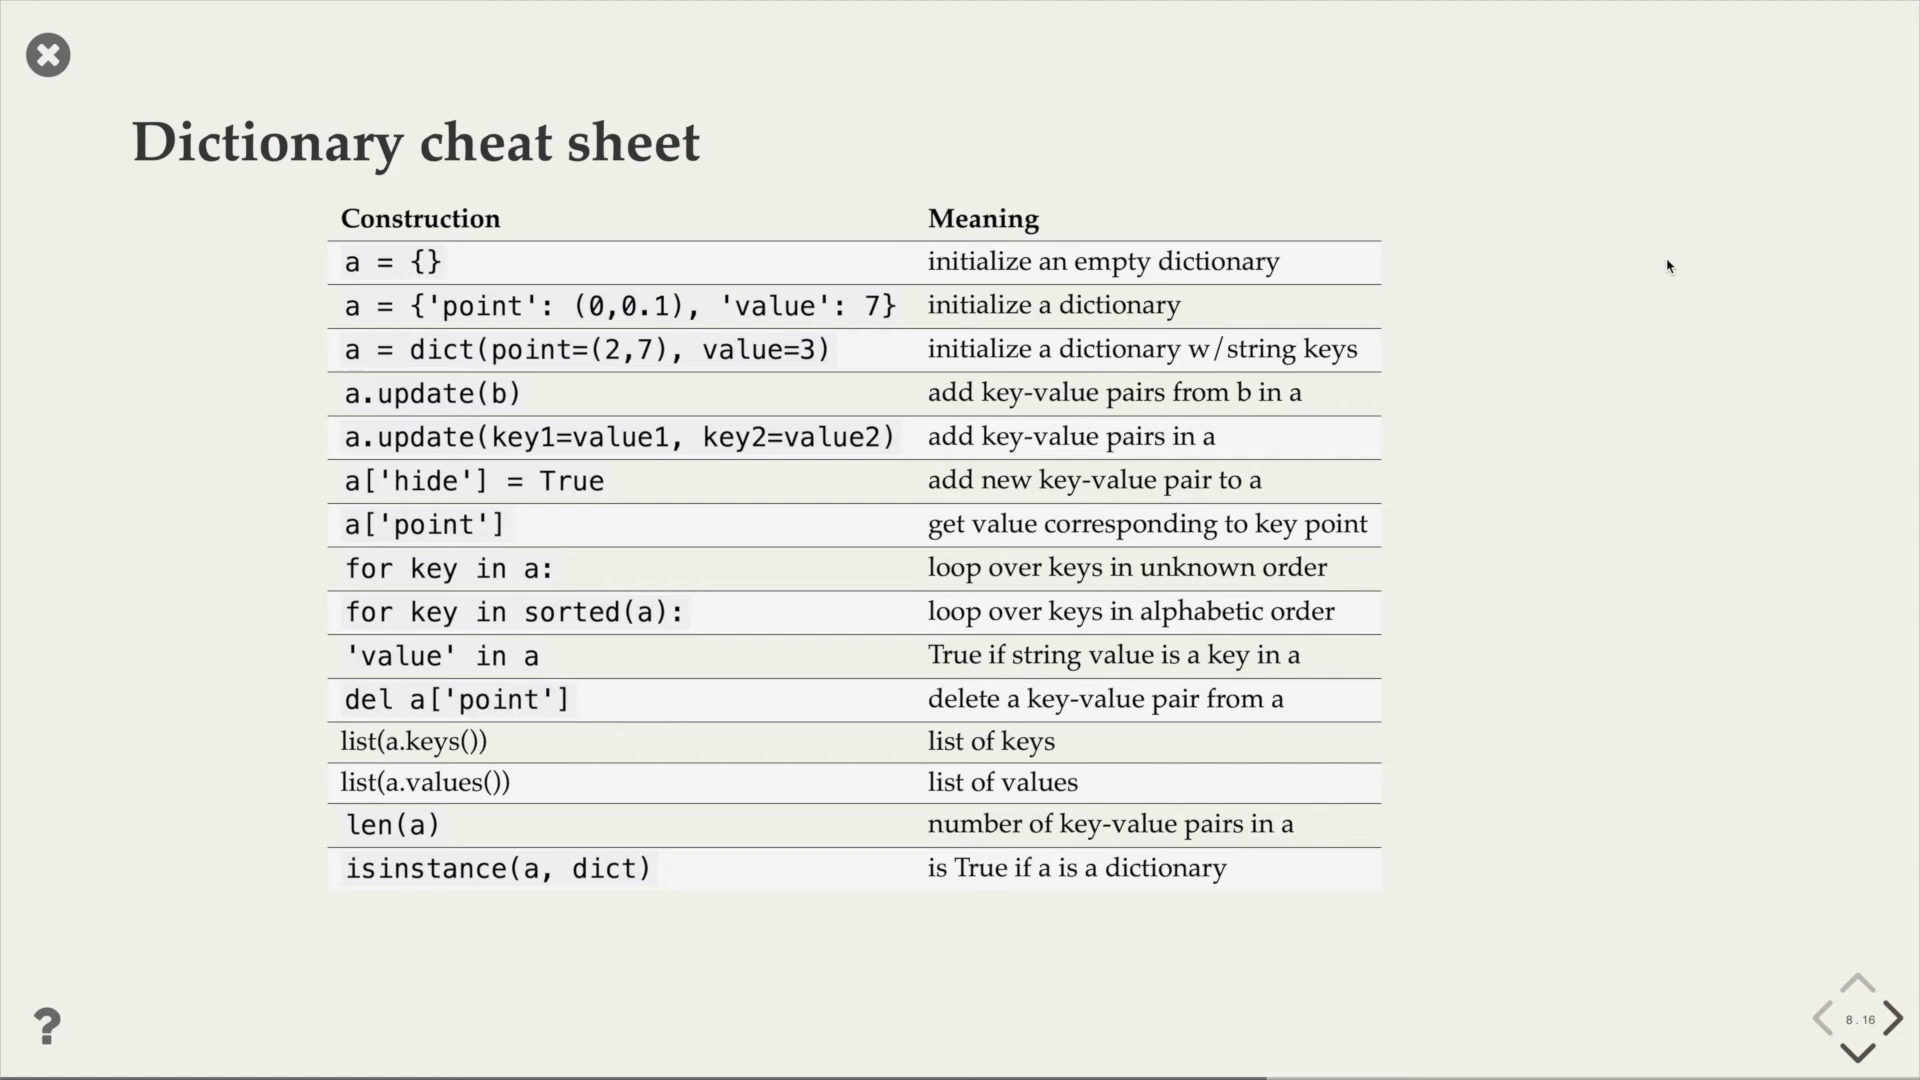 Dictionary cheat sheet
Construction Meaning
a = {} initialize an empty dictionary
a = {'point': (0,0.1), 'value': 7} initialize a dictionary
a = dict(point=(2,7), value=3) initialize a dictionary w/string keys
a.update(b) add key-value pairs from b in a
a.update(key1=value1, key2=value2) add key-value pairs in a
a['hide'] = True add new key-value pair to a
a['point'] get value corresponding to key point
for key in a: loop over keys in unknown order
for key in sorted(a): loop over keys in alphabetic order
'value' in a True if string value is a key in a
del a['point'] delete a key-value pair from a
list(a.keys()) list of keys
list(a.values()) list of values
len(a) number of key-value pairs in a
isinstance(a, dict) is True if a is a dictionary
?
8.16